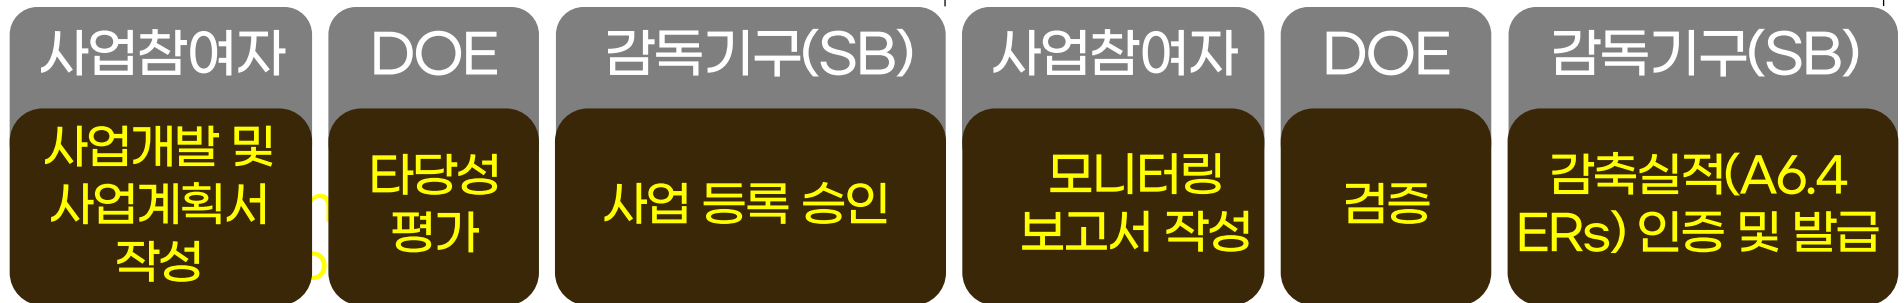 사업참여자
사업개발 및
사업계획서
작성
DOE
타당성
평가
감독기구(SB)
사업 등록 승인
사업참여자
모니터링
보고서 작성
DOE
검증
감독기구(SB)
감축실적(A6.4
ERs) 인증 및 발급